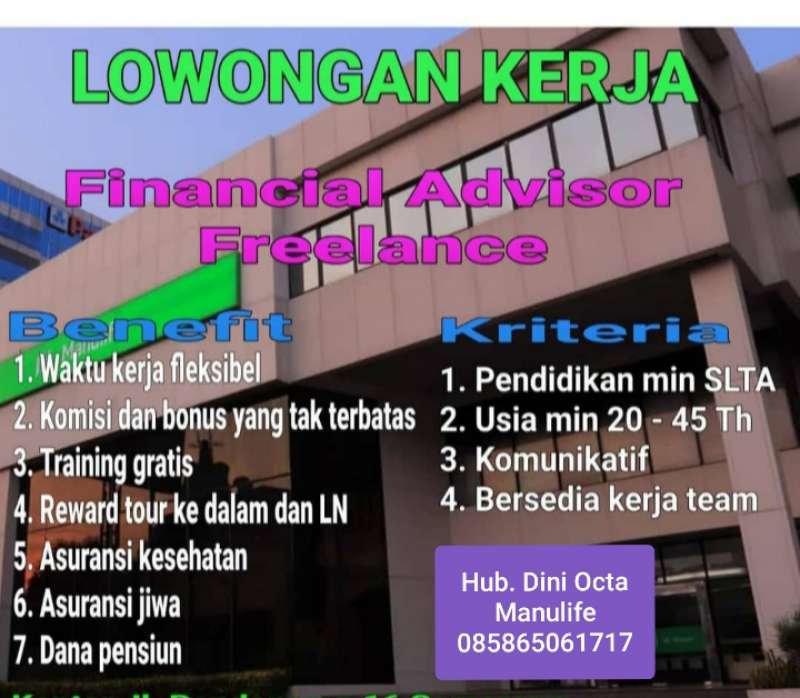 LOWONGAN KERJA
Financial Advisor
Freelance
Benefit
1. Waktu kerja fleksibel
2. Komisi dan bonus yang tak terbatas
3. Training gratis
4. Reward tour ke dalam dan LN
5. Asuransi kesehatan
6. Asuransi jiwa
7. Dana pensiun
Kriteria
1. Pendidikan min SLTA
2. Usia min 20 - 45 Th
3. Komunikatif
4. Bersedia kerja team
Hub. Dini Octa
Manulife
085865061717